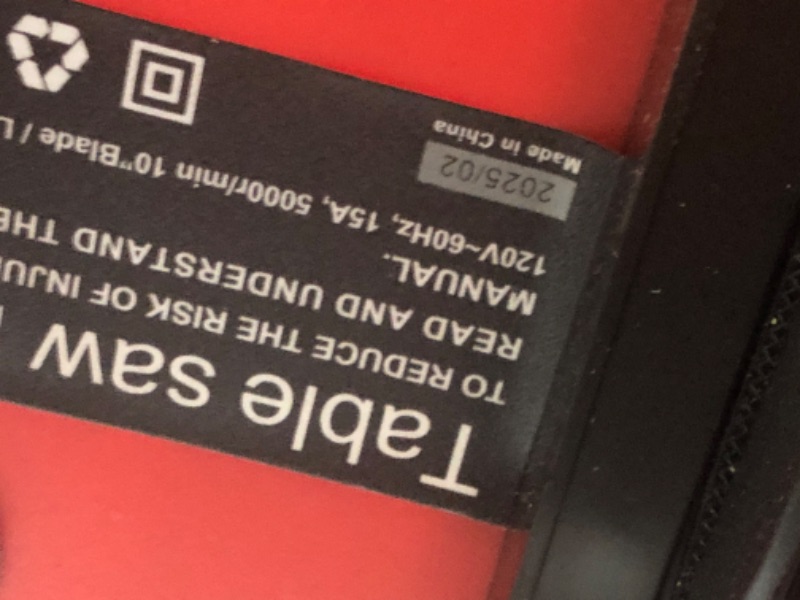 Table saw
TO REDUCE THE RISK OF INJU
READ AND UNDERSTAND THE
MANUAL.
120V~60Hz, 15A, 5000r/min 10"Blade /
2025/02
Made in China